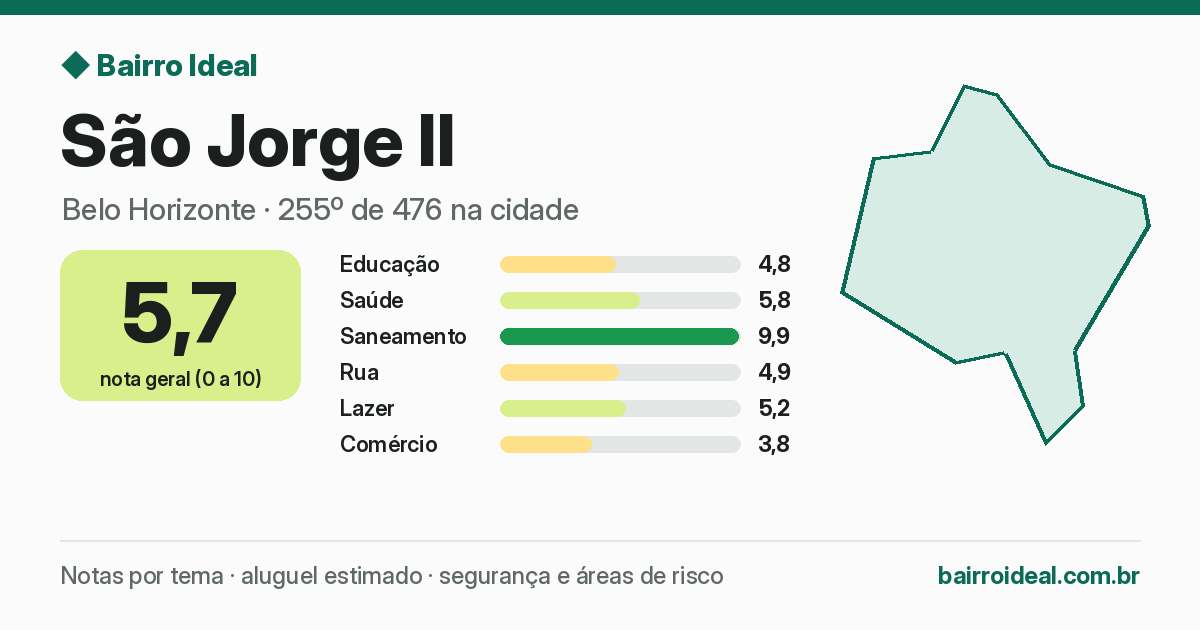 Bairro Ideal
São Jorge II
Belo Horizonte · 255º de 476 na cidade
5,7
nota geral (0 a 10)
Educação 4,8
Saúde 5,8
Saneamento 9,9
Rua 4,9
Lazer 5,2
Comércio 3,8
Notas por tema · aluguel estimado · segurança e áreas de risco
bairroideal.com.br